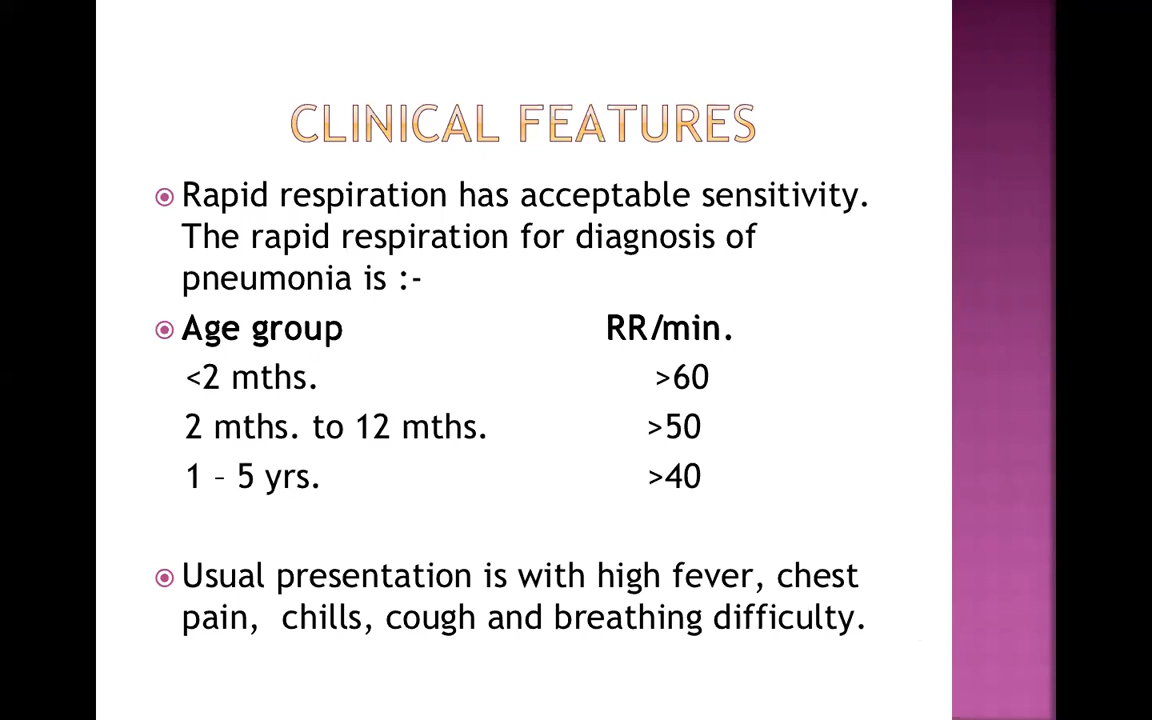 CLINICAL FEATURES
Rapid respiration has acceptable sensitivity.
The rapid respiration for diagnosis of
pneumonia is :-
Age group RR/min.
<2 mths. >60
2 mths. to 12 mths. >50
1 – 5 yrs. >40
Usual presentation is with high fever, chest
pain, chills, cough and breathing difficulty.